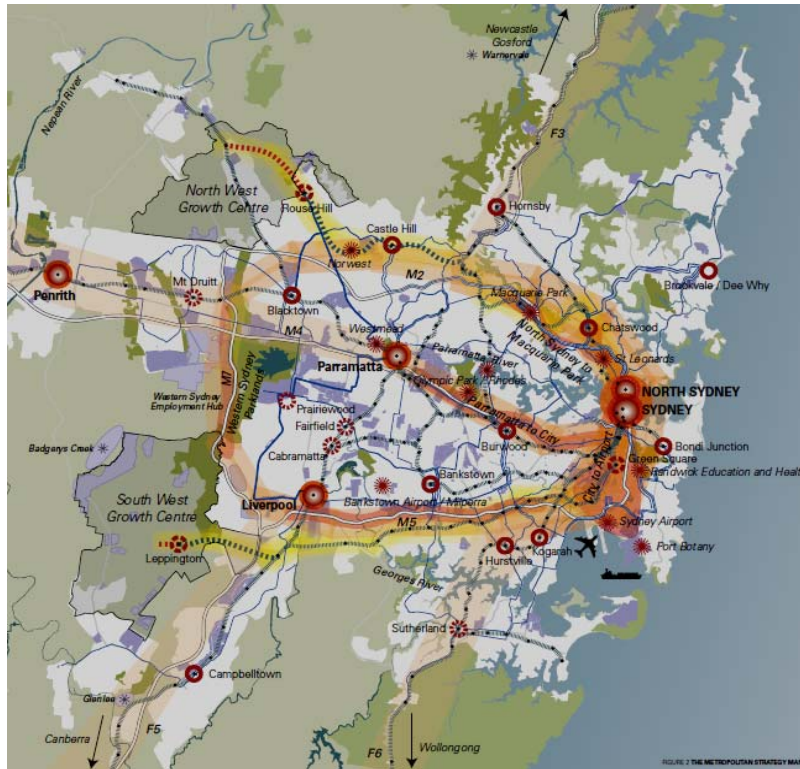 Newcastle
Gosford
Warnervale
Nepean River
F3
North West
Growth Centre
Rouse Hill
Hornsby
Castle Hill
Norwest
Penrith
Mt Druitt
M2
Macquarie Park
Brookvale / Dee Why
Blacktown
Chatswood
M4
Westmead
North Sydney to
Macquarie Park
Parramatta River
St Leonards
Parramatta
M7
Western Sydney
Parklands
Olympic Park / Rhodes
NORTH SYDNEY
SYDNEY
Western Sydney
Employment Hub
Prairiewood
Parramatta to City
Fairfield
Burwood
Cabramatta
Bondi Junction
Badgerys Creek
City to Airport
Green Square
Randwick Education and Healt
Bankstown
South West
Growth Centre
Liverpool
Bankstown Airport / Milperra
M5
Sydney Airport
Leppington
Kogarah
Hurstville
Port Botany
Georges River
Sutherland
Campbelltown
Glenlee
F5
Canberra
F6
Wollongong
FIGURE 2 THE METROPOLITAN STRATEGY MAP